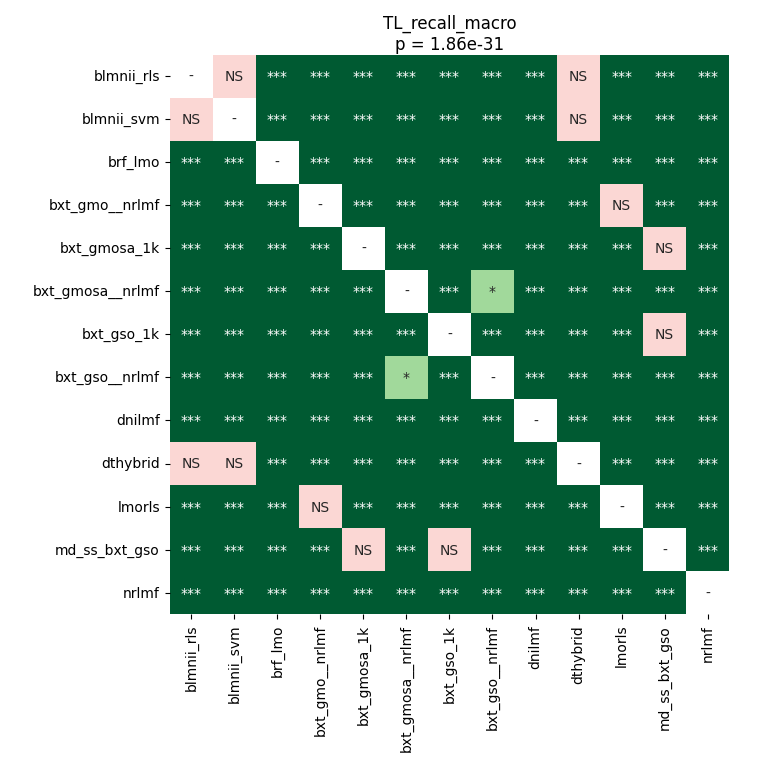 TL_recall_macro
p = 1.86e-31
blmnii_rls - NS *** *** *** *** *** *** *** NS *** *** ***
blmnii_svm NS - *** *** *** *** *** *** *** NS *** *** ***
brf_lmo *** *** - *** *** *** *** *** *** *** *** *** ***
bxt_gmo__nrlmf *** *** *** - *** *** *** *** *** *** NS *** ***
bxt_gmosa_1k *** *** *** *** - *** *** *** *** *** *** NS ***
bxt_gmosa__nrlmf *** *** *** *** *** - *** * *** *** *** *** ***
bxt_gso_1k *** *** *** *** *** *** - *** *** *** *** NS ***
bxt_gso__nrlmf *** *** *** *** *** * *** - *** *** *** *** ***
dnilmf *** *** *** *** *** *** *** *** - *** *** *** ***
dthybrid NS NS *** *** *** *** *** *** *** - *** *** ***
lmorls *** *** *** NS *** *** *** *** *** *** - *** ***
md_ss_bxt_gso *** *** *** *** NS *** NS *** *** *** *** - ***
nrlmf *** *** *** *** *** *** *** *** *** *** *** *** -
blmnii_rls
blmnii_svm
brf_lmo
bxt_gmo__nrlmf
bxt_gmosa_1k
bxt_gmosa__nrlmf
bxt_gso_1k
bxt_gso__nrlmf
dnilmf
dthybrid
lmorls
md_ss_bxt_gso
nrlmf